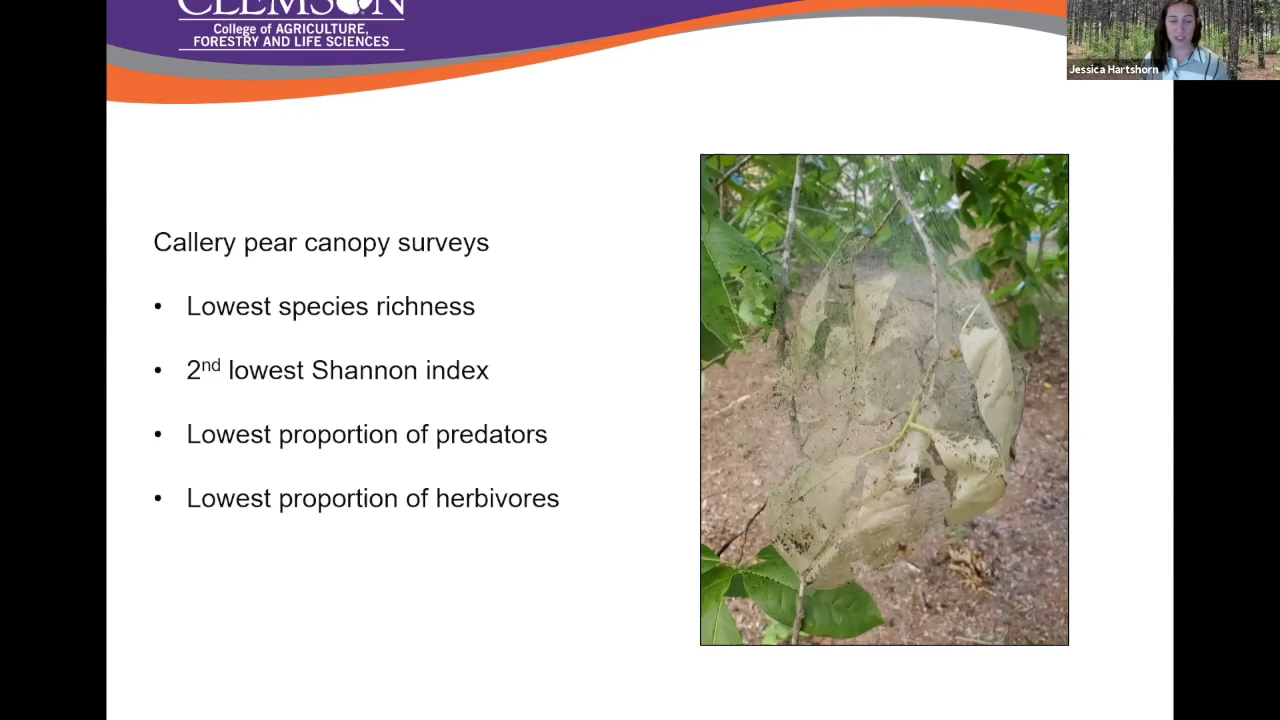 CLEMSON
College of AGRICULTURE,
FORESTRY AND LIFE SCIENCES
Jessica Hartshorn
Callery pear canopy surveys
• Lowest species richness
• 2nd lowest Shannon index
• Lowest proportion of predators
• Lowest proportion of herbivores